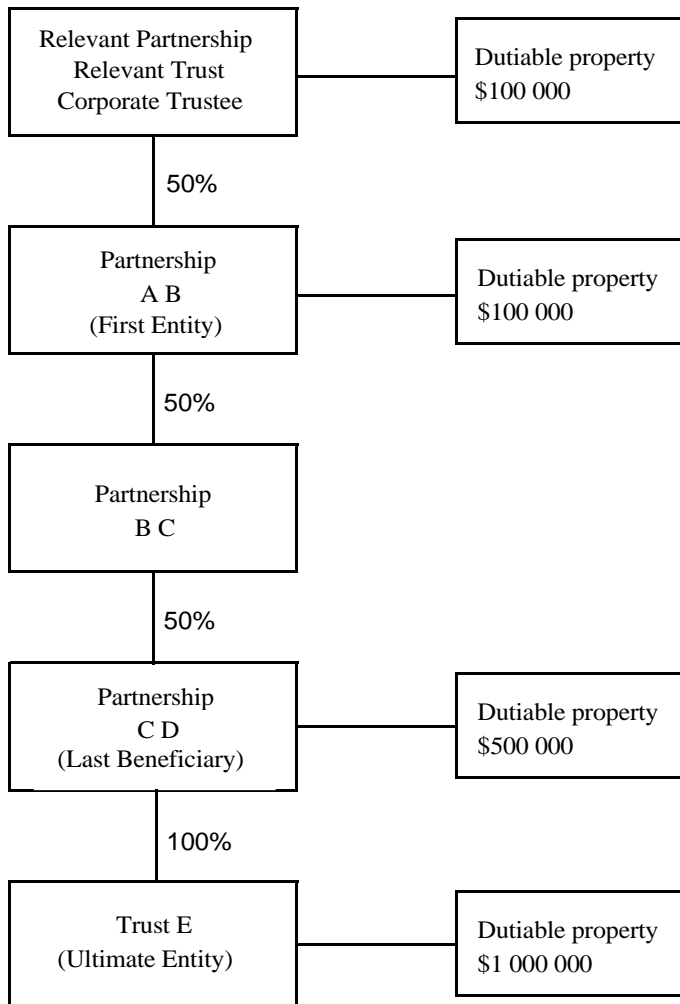 Relevant Partnership
Relevant Trust
Corporate Trustee
Dutiable property
$100 000
50%
Partnership
A B
(First Entity)
Dutiable property
$100 000
50%
Partnership
B C
50%
Partnership
C D
(Last Beneficiary)
Dutiable property
$500 000
100%
Trust E
(Ultimate Entity)
Dutiable property
$1 000 000